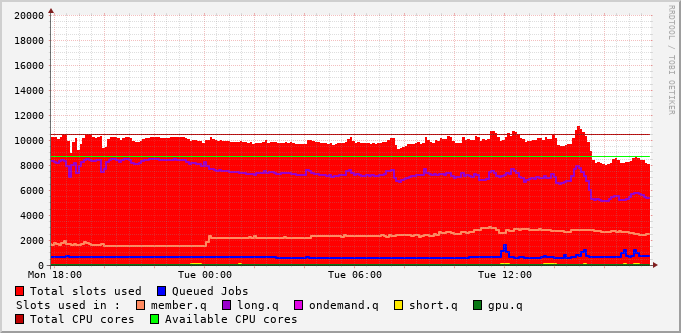 20000
18000
16000
14000
12000
10000
8000
6000
4000
2000
0
Mon 18:00 Tue 00:00 Tue 06:00 Tue 12:00
Total slots used Queued Jobs
Slots used in : member.q long.q ondemand.q short.q gpu.q
Total CPU cores Available CPU cores
RRDTOOL / TOBI OETIKER